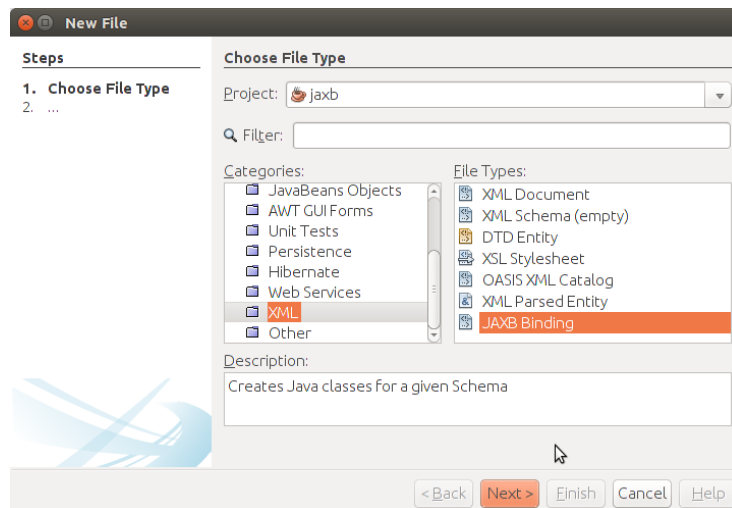 New File
Steps
1. Choose File Type
2. ...
Choose File Type
Project: jaxb
Filter:
Categories:
JavaBeans Objects
AWT GUI Forms
Unit Tests
Persistence
Hibernate
Web Services
XML
Other
File Types:
XML Document
XML Schema (empty)
DTD Entity
XSL Stylesheet
OASIS XML Catalog
XML Parsed Entity
JAXB Binding
Description:
Creates Java classes for a given Schema
< Back Next > Finish Cancel Help